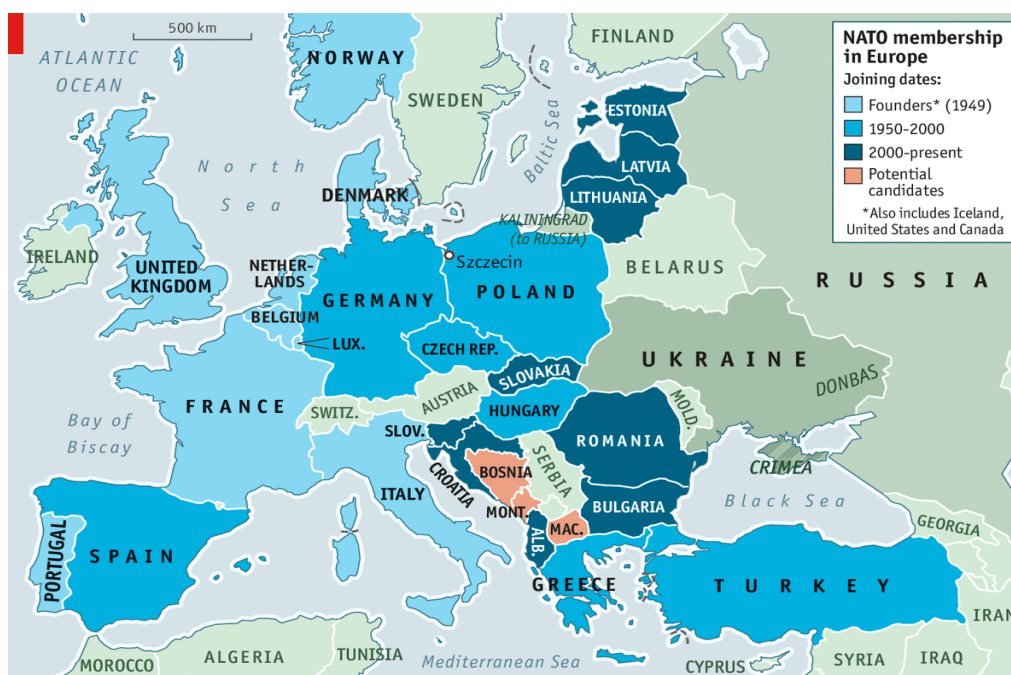 500 km
ATLANTIC
OCEAN
NORWAY
SWEDEN
FINLAND
NATO membership
in Europe
Joining dates:
Founders* (1949)
1950-2000
2000-present
Potential
candidates
*Also includes Iceland,
United States and Canada
North
Sea
Baltic Sea
ESTONIA
LATVIA
LITHUANIA
DENMARK
KALININGRAD
(to RUSSIA)
IRELAND
UNITED
KINGDOM
NETHER-
LANDS
BELGIUM
LUX.
GERMANY
Szczecin
POLAND
BELARUS
RUSSIA
UKRAINE
DONBAS
CZECH REP.
SLOVAKIA
FRANCE
SWITZ.
AUSTRIA
HUNGARY
MOLD.
Bay of
Biscay
SLOV.
ROMANIA
CRIMEA
CROATIA
BOSNIA
SERBIA
ITALY
MONT.
MAC.
ALB.
BULGARIA
Black Sea
GEORGIA
PORTUGAL
SPAIN
GREECE
TURKEY
IRAN
MOROCCO
ALGERIA
TUNISIA
Mediterranean Sea
CYPRUS
SYRIA
IRAQ